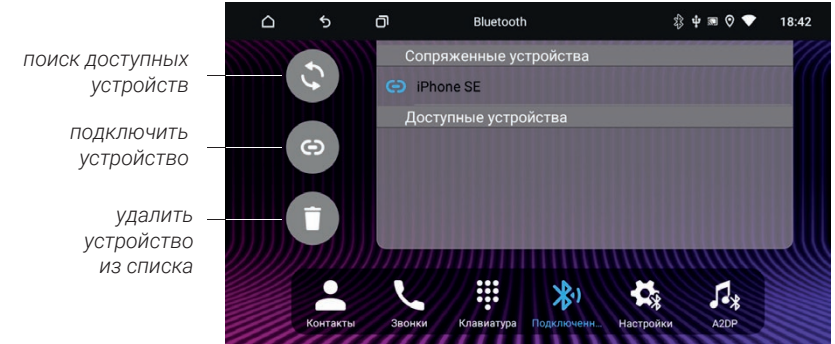 Bluetooth
18:42
поиск доступных
устройств
подключить
устройство
удалить
устройство
из списка
Сопряженные устройства
iPhone SE
Доступные устройства
Контакты
Звонки
Клавиатура
Подключенн...
Настройки
A2DP